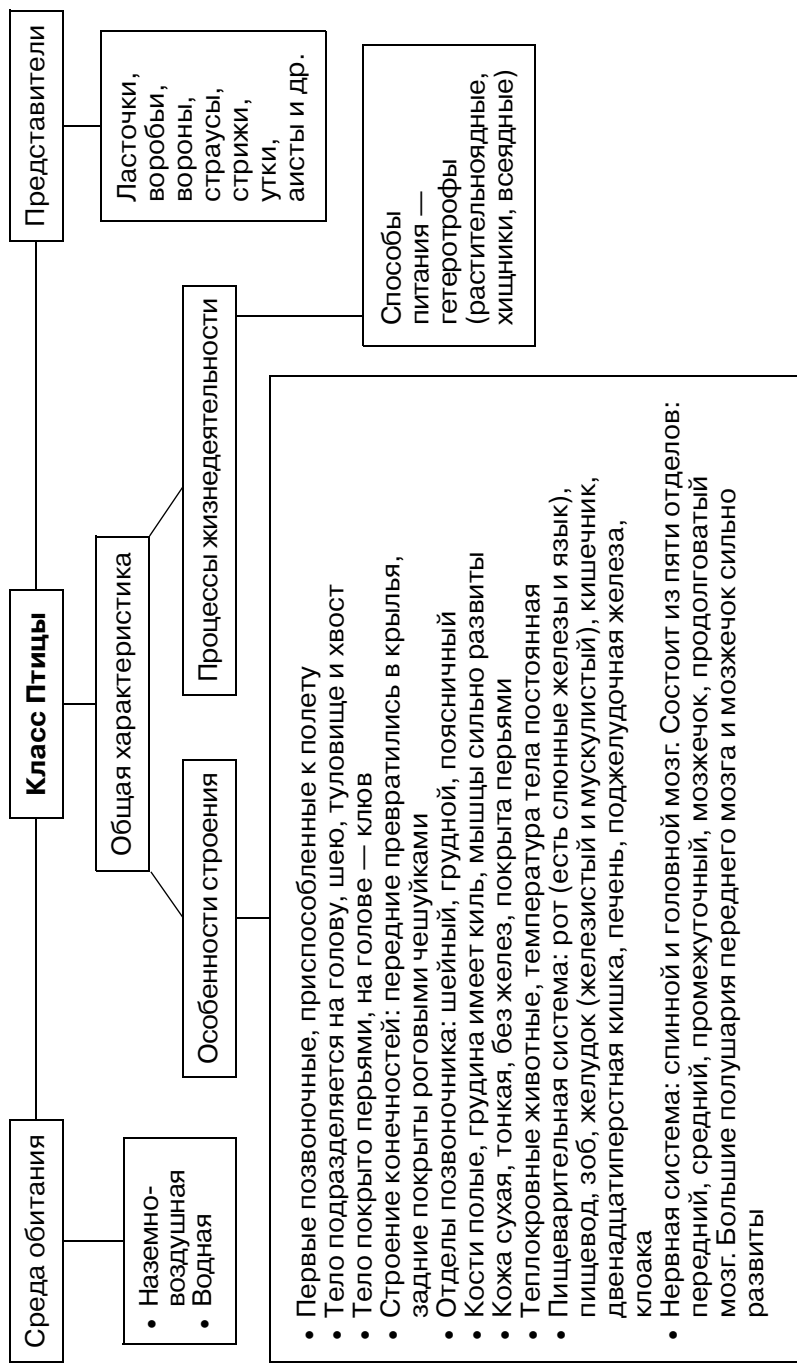 Класс Птицы
Среда обитания
• Наземно-
воздушная
• Водная
Общая характеристика
Особенности строения
• Первые позвоночные, приспособленные к полету
• Тело подразделяется на голову, шею, туловище и хвост
• Тело покрыто перьями, на голове — клюв
• Строение конечностей: передние превратились в крылья,
задние покрыты роговыми чешуйками
• Отделы позвоночника: шейный, грудной, поясничный
• Кости полые, грудина имеет киль, мышцы сильно развиты
• Кожа сухая, тонкая, без желез, покрыта перьями
• Теплокровные животные, температура тела постоянная
• Пищеварительная система: рот (есть слюнные железы и язык),
пищевод, зоб, желудок (железистый и мускулистый), кишечник,
двенадцатиперстная кишка, печень, поджелудочная железа,
клоака
• Нервная система: спинной и головной мозг. Состоит из пяти отделов:
передний, средний, промежуточный, мозжечок, продолговатый
мозг. Большие полушария переднего мозга и мозжечок сильно
развиты
Процессы жизнедеятельности
Способы
питания —
гетеротрофы
(растительноядные,
хищники, всеядные)
Представители
Ласточки,
воробьи,
вороны,
страусы,
стрижи,
утки,
аисты и др.